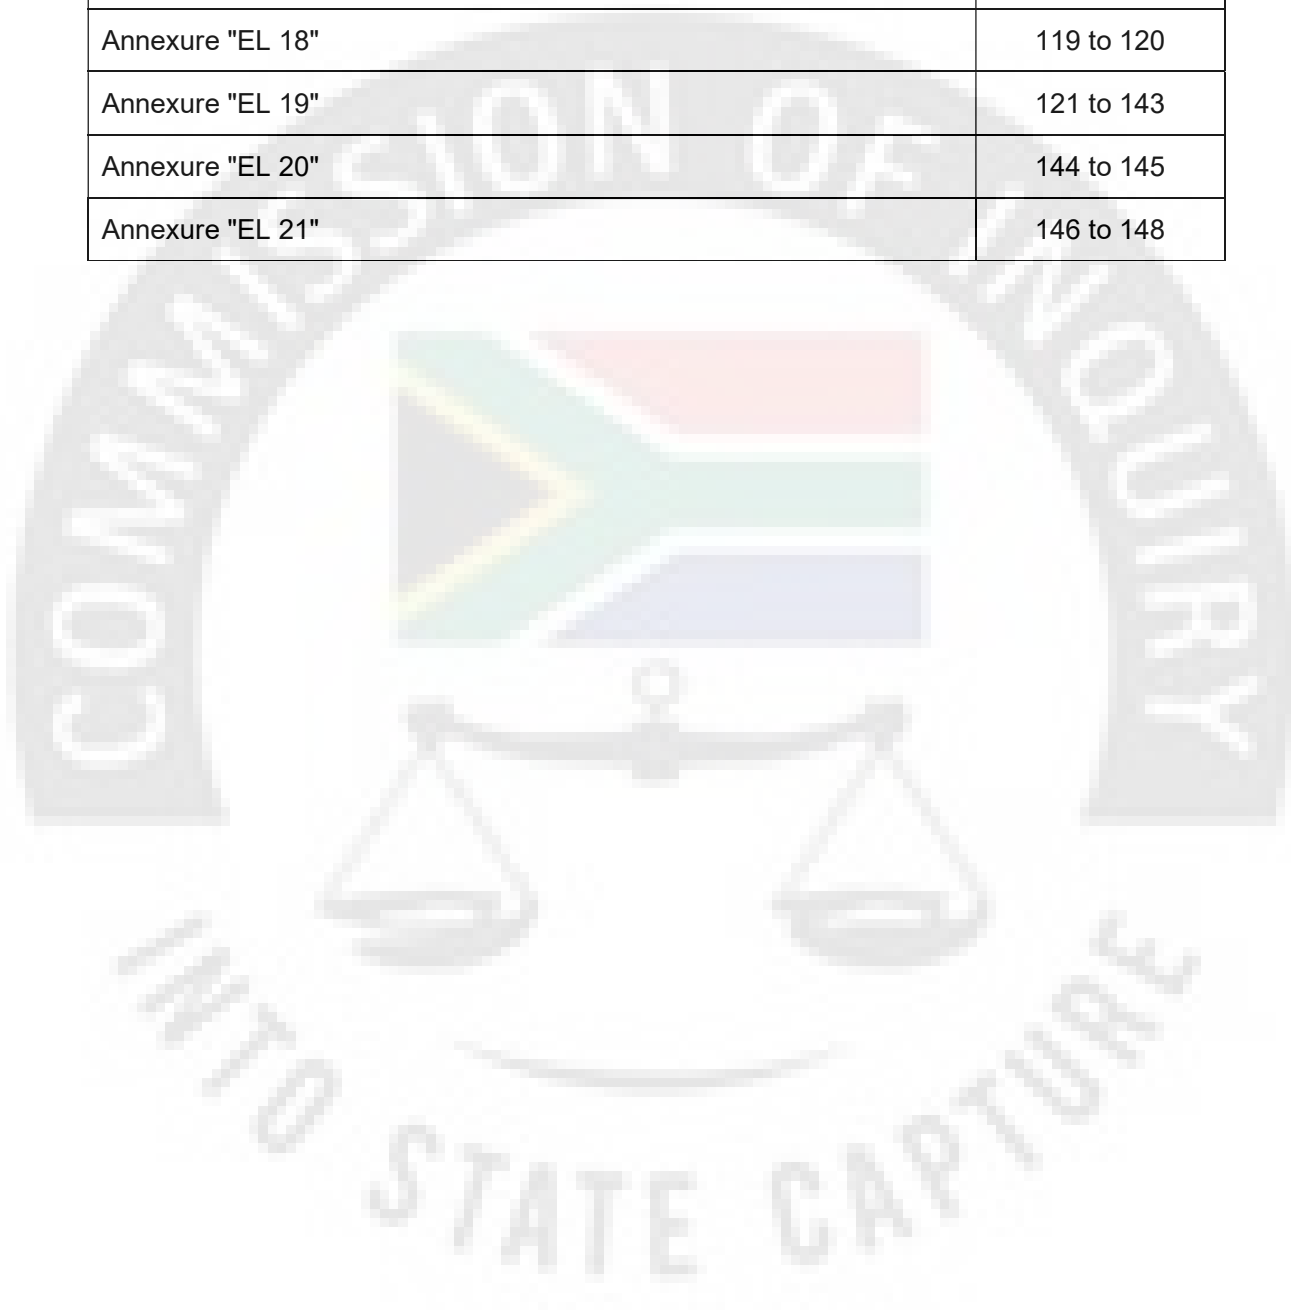 Annexure "EL 18" 119 to 120
Annexure "EL 19" 121 to 143
Annexure "EL 20" 144 to 145
Annexure "EL 21" 146 to 148
COMMISSION OF INQUIRY
INTO STATE CAPTURE